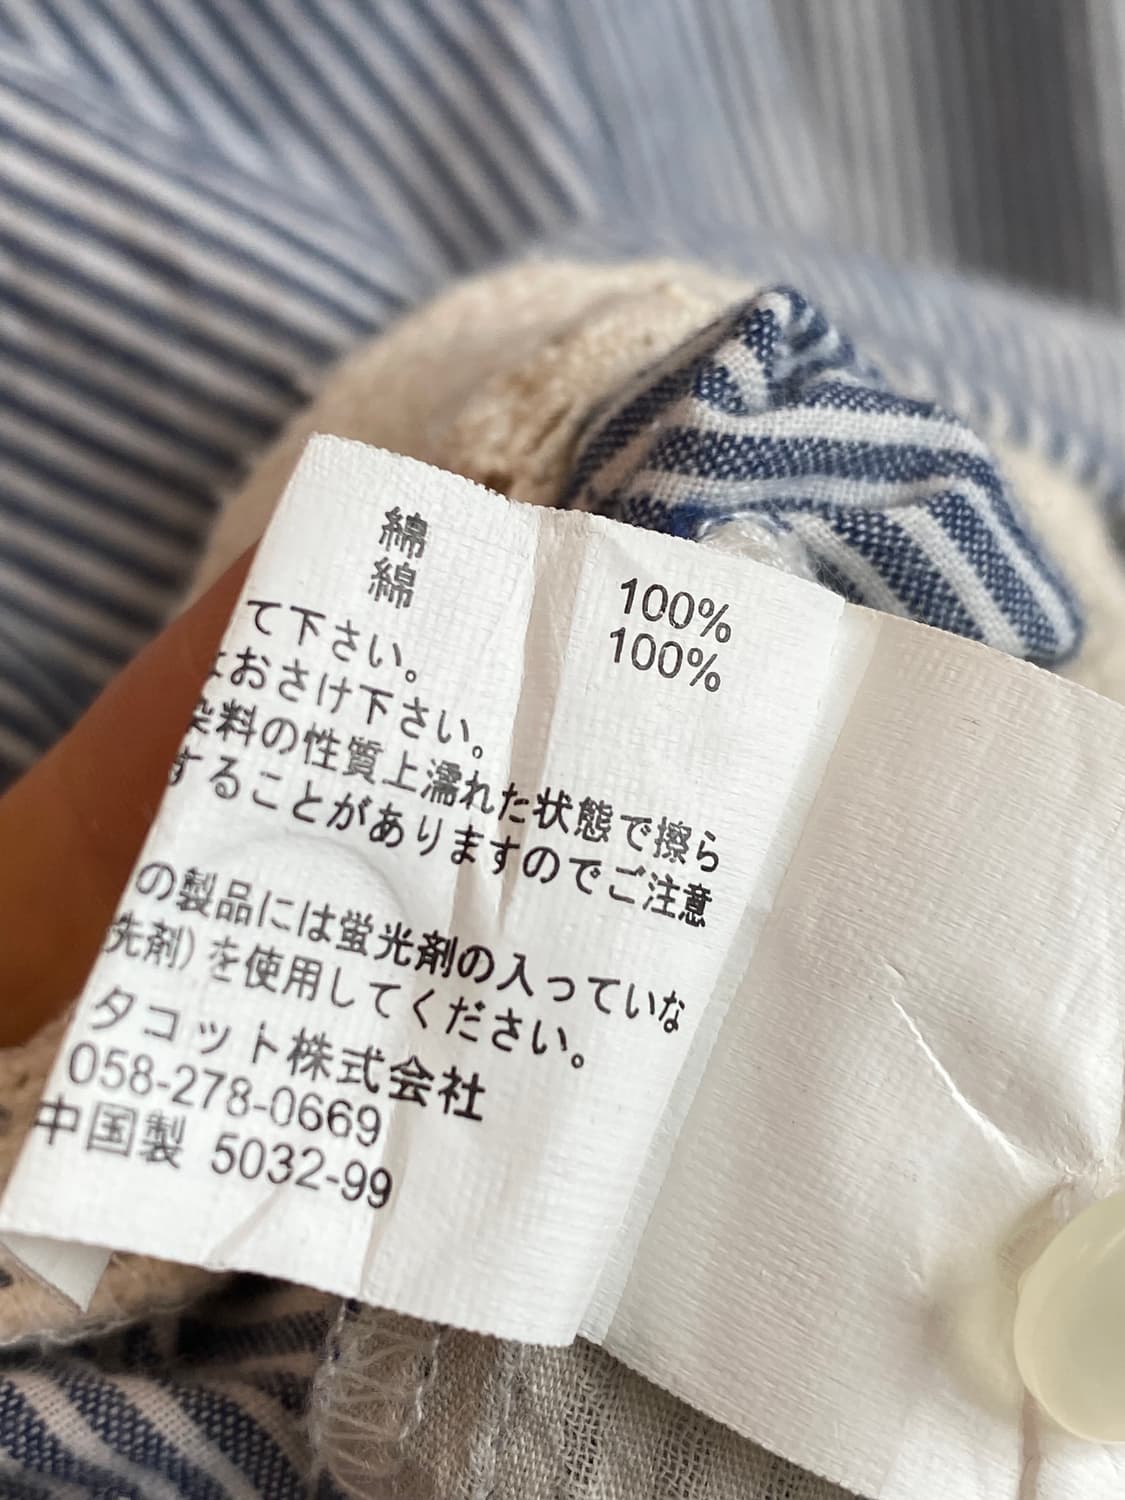 綿 100%
綿 100%
て下さい。
はおさけ下さい。
染料の性質上濡れた状態で擦ら
することがありますのでご注意
の製品には蛍光剤の入っていな
洗剤）を使用してください。
タコット株式会社
058-278-0669
中国製 5032-99